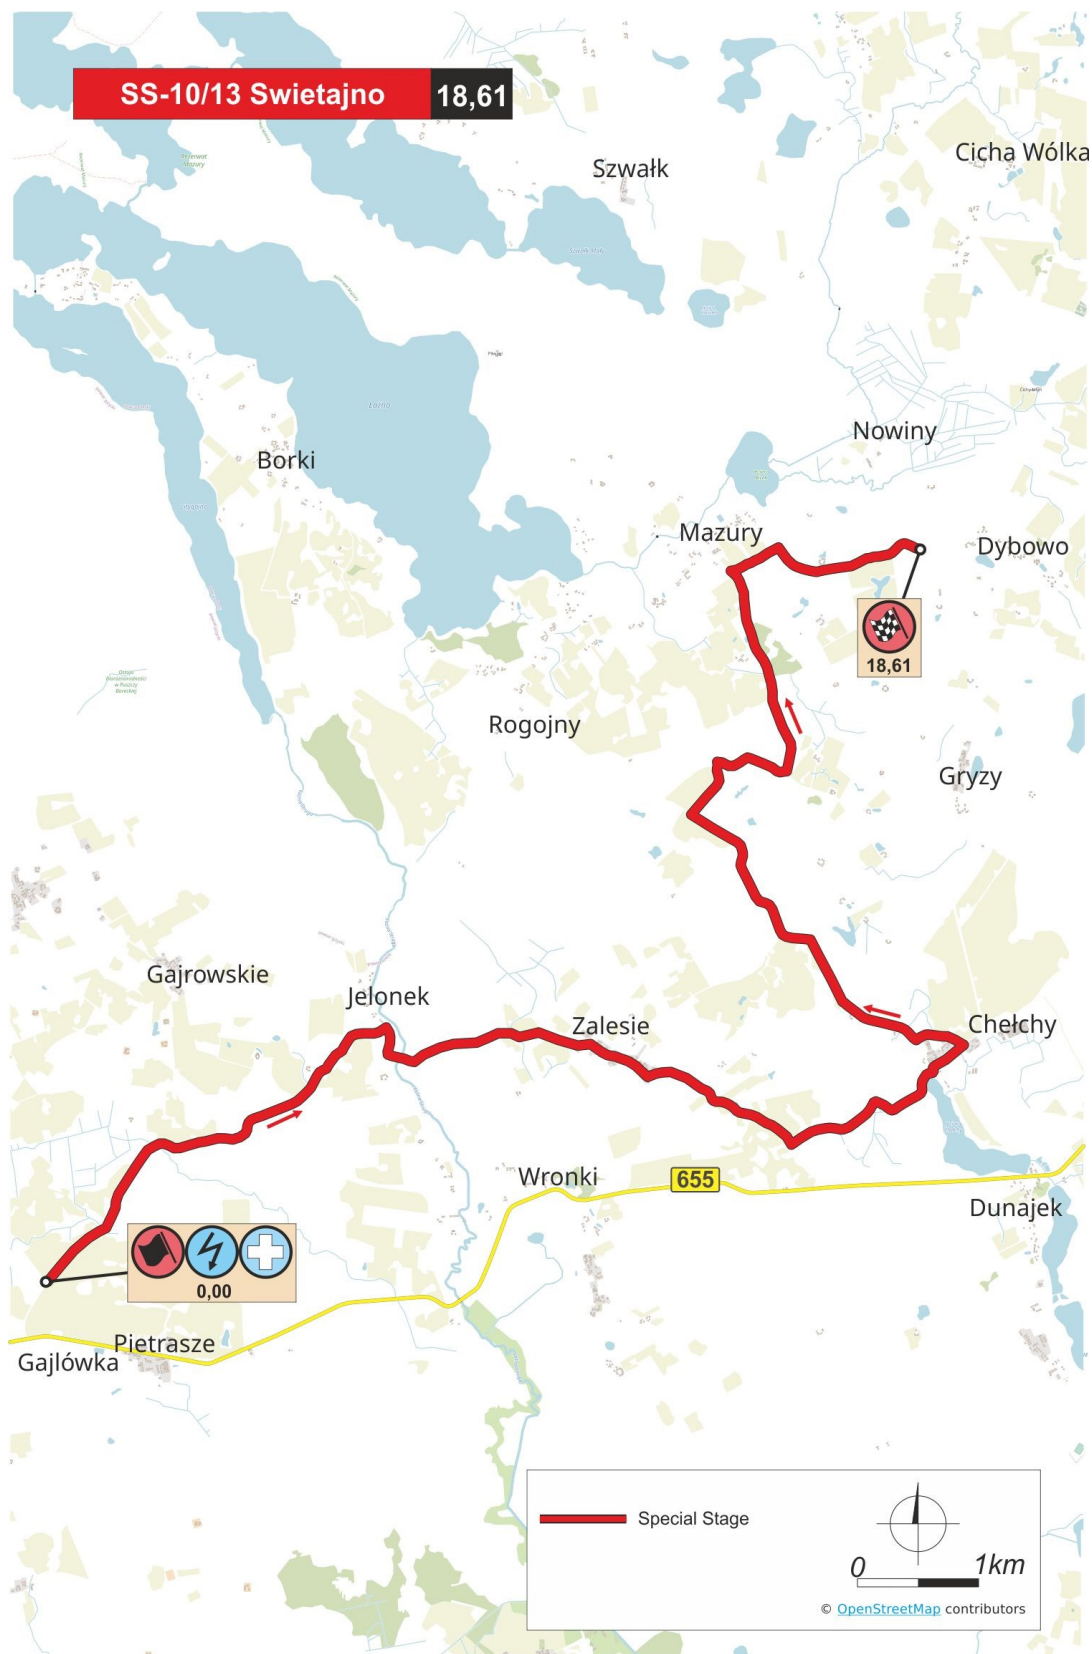 SS-10/13 Swietajno 18,61
Cicha Wólka
Szwałk
Łaźno
Nowiny
Borki
Mazury
Dybowo
18,61
Rogojny
Gryzy
Gajrowskie
Jelonek
Zalesie
Chełchy
Wronki
655
Dunajek
0,00
Pietrasze
Gajlówka
Special Stage
0 1km
© OpenStreetMap contributors